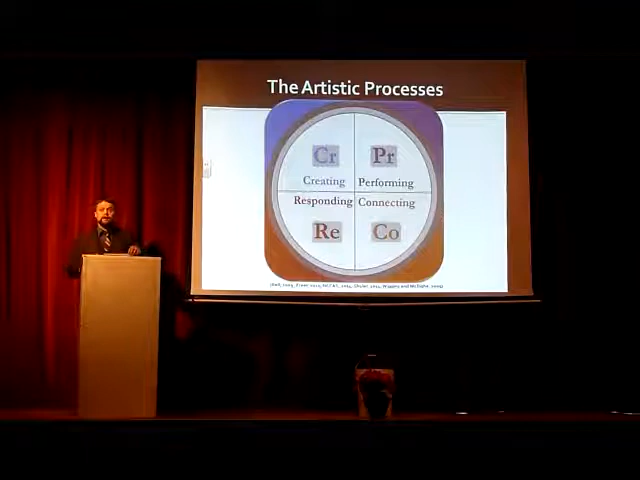 The Artistic Processes
Cr Pr
Creating Performing
Responding Connecting
Re Co